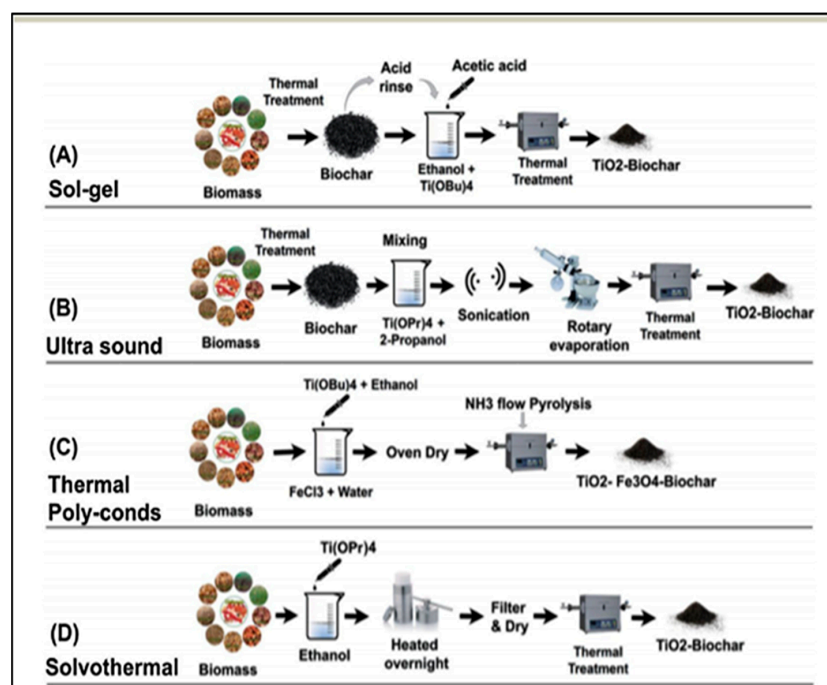 Thermal
Treatment
Acid
rinse
Acetic acid
(A)
Sol-gel
Biomass
Biochar
Ethanol +
Ti(OBu)4
Thermal
Treatment
TiO2-Biochar
Thermal
Treatment
Mixing
(B)
Ultra sound
Biomass
Biochar
Ti(OPr)4 +
2-Propanol
Sonication
Rotary
evaporation
Thermal
Treatment
TiO2-Biochar
Ti(OBu)4 + Ethanol
NH3 flow Pyrolysis
(C)
Thermal
Poly-conds
Biomass
FeCl3 + Water
Oven Dry
TiO2- Fe3O4-Biochar
Ti(OPr)4
(D)
Solvothermal
Biomass
Ethanol
Heated
overnight
Filter
& Dry
Thermal
Treatment
TiO2-Biochar